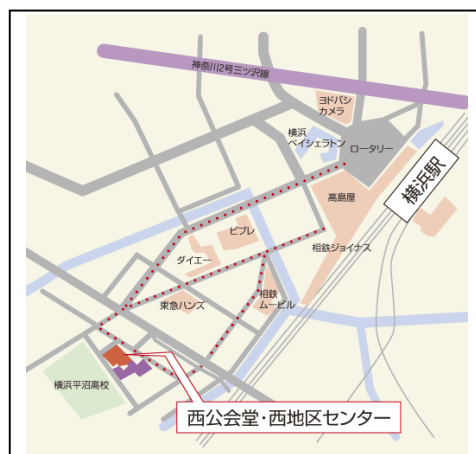 神奈川2号三ツ沢線
ヨドバシ
カメラ
横浜
ベイシェラトン
ロータリー
横浜駅
高島屋
ビブレ
ダイエー
相鉄ジョイナス
東急ハンズ
相鉄
ムービル
横浜平沼高校
西公会堂・西地区センター